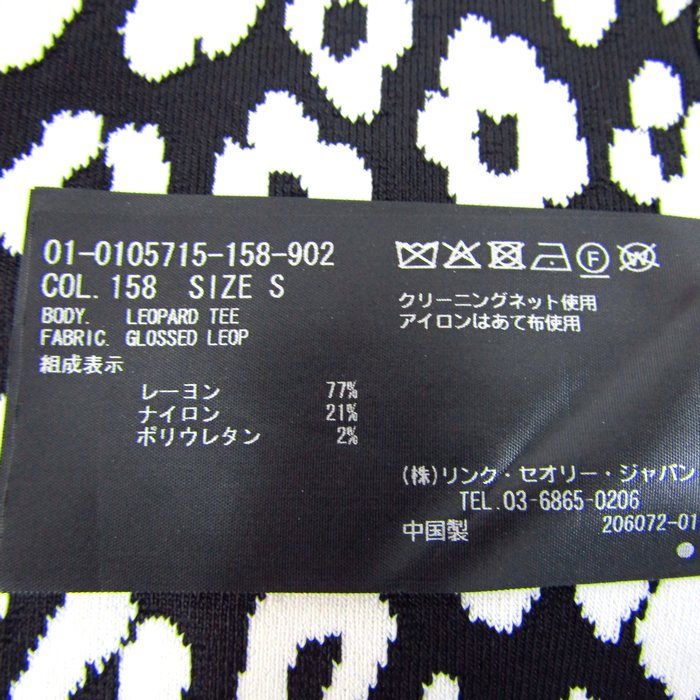 01-0105715-158-902
COL. 158 SIZE S
BODY. LEOPARD TEE
FABRIC. GLOSSED LEOP
組成表示
レーヨン 77%
ナイロン 21%
ポリウレタン 2%
F
W
クリーニングネット使用
アイロンはあて布使用
(株)リンク・セオリー・ジャパン
TEL.03-6865-0206
中国製 206072-01